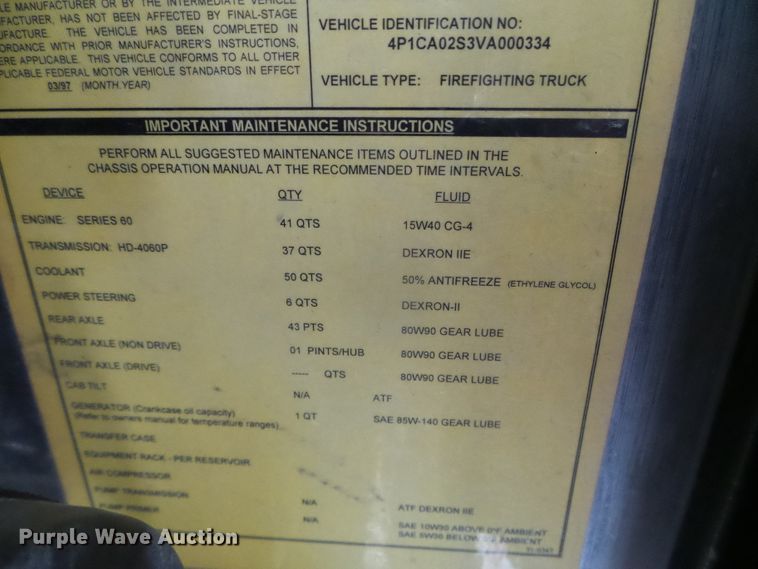 LE MANUFACTURER OR BY THE INTERMEDIATE VEHICLE
FACTURER, HAS NOT BEEN AFFECTED BY FINAL-STAGE
UFACTURE. THE VEHICLE HAS BEEN COMPLETED IN
ORDANCE WITH PRIOR MANUFACTURER'S INSTRUCTIONS,
ERE APPLICABLE. THIS VEHICLE CONFORMS TO ALL OTHER
PLICABLE FEDERAL MOTOR VEHICLE STANDARDS IN EFFECT
03/97 (MONTH.YEAR)
VEHICLE IDENTIFICATION NO:
4P1CA02S3VA000334
VEHICLE TYPE: FIREFIGHTING TRUCK
IMPORTANT MAINTENANCE INSTRUCTIONS
PERFORM ALL SUGGESTED MAINTENANCE ITEMS OUTLINED IN THE
CHASSIS OPERATION MANUAL AT THE RECOMMENDED TIME INTERVALS.
DEVICE QTY FLUID
ENGINE: SERIES 60 41 QTS 15W40 CG-4
TRANSMISSION: HD-4060P 37 QTS DEXRON IIE
COOLANT 50 QTS 50% ANTIFREEZE (ETHYLENE GLYCOL)
POWER STEERING 6 QTS DEXRON-II
REAR AXLE 43 PTS 80W90 GEAR LUBE
FRONT AXLE (NON DRIVE) 01 PINTS/HUB 80W90 GEAR LUBE
FRONT AXLE (DRIVE) ----- QTS 80W90 GEAR LUBE
CAB TILT N/A ATF
GENERATOR (Crankcase oil capacity) 1 QT SAE 85W-140 GEAR LUBE
(Refer to owners manual for temperature ranges)
TRANSFER CASE
EQUIPMENT RACK - PER RESERVOIR
AIR COMPRESSOR
PUMP TRANSMISSION N/A ATF DEXRON IIE
PUMP PRIMER N/A SAE 10W30 ABOVE 0°F AMBIENT
SAE 5W30 BELOW 0°F AMBIENT
Purple Wave Auction